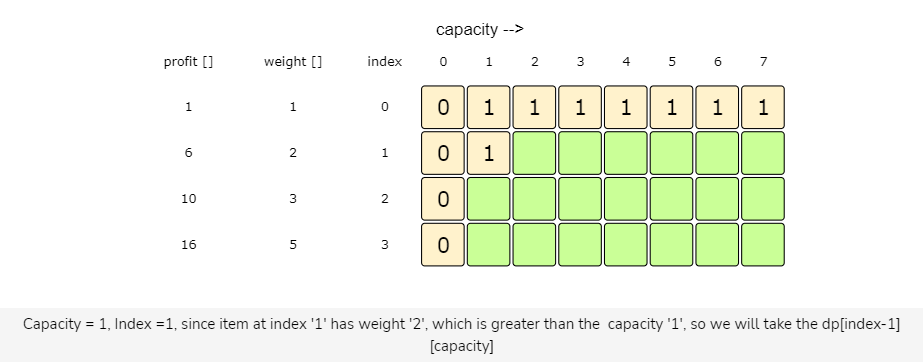 capacity -->
profit [] weight [] index 0 1 2 3 4 5 6 7
1 1 0 0 1 1 1 1 1 1 1
6 2 1 0 1
10 3 2 0
16 5 3 0
Capacity = 1, Index =1, since item at index '1' has weight '2', which is greater than the  capacity '1', so we will take the dp[index-1]
[capacity]